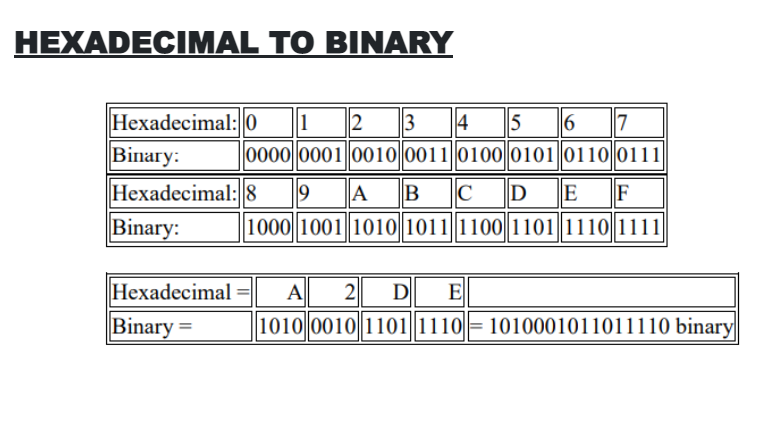 HEXADECIMAL TO BINARY
Hexadecimal: 0 1 2 3 4 5 6 7
Binary: 0000 0001 0010 0011 0100 0101 0110 0111
Hexadecimal: 8 9 A B C D E F
Binary: 1000 1001 1010 1011 1100 1101 1110 1111
Hexadecimal = A 2 D E
Binary = 1010 0010 1101 1110 = 1010001011011110 binary